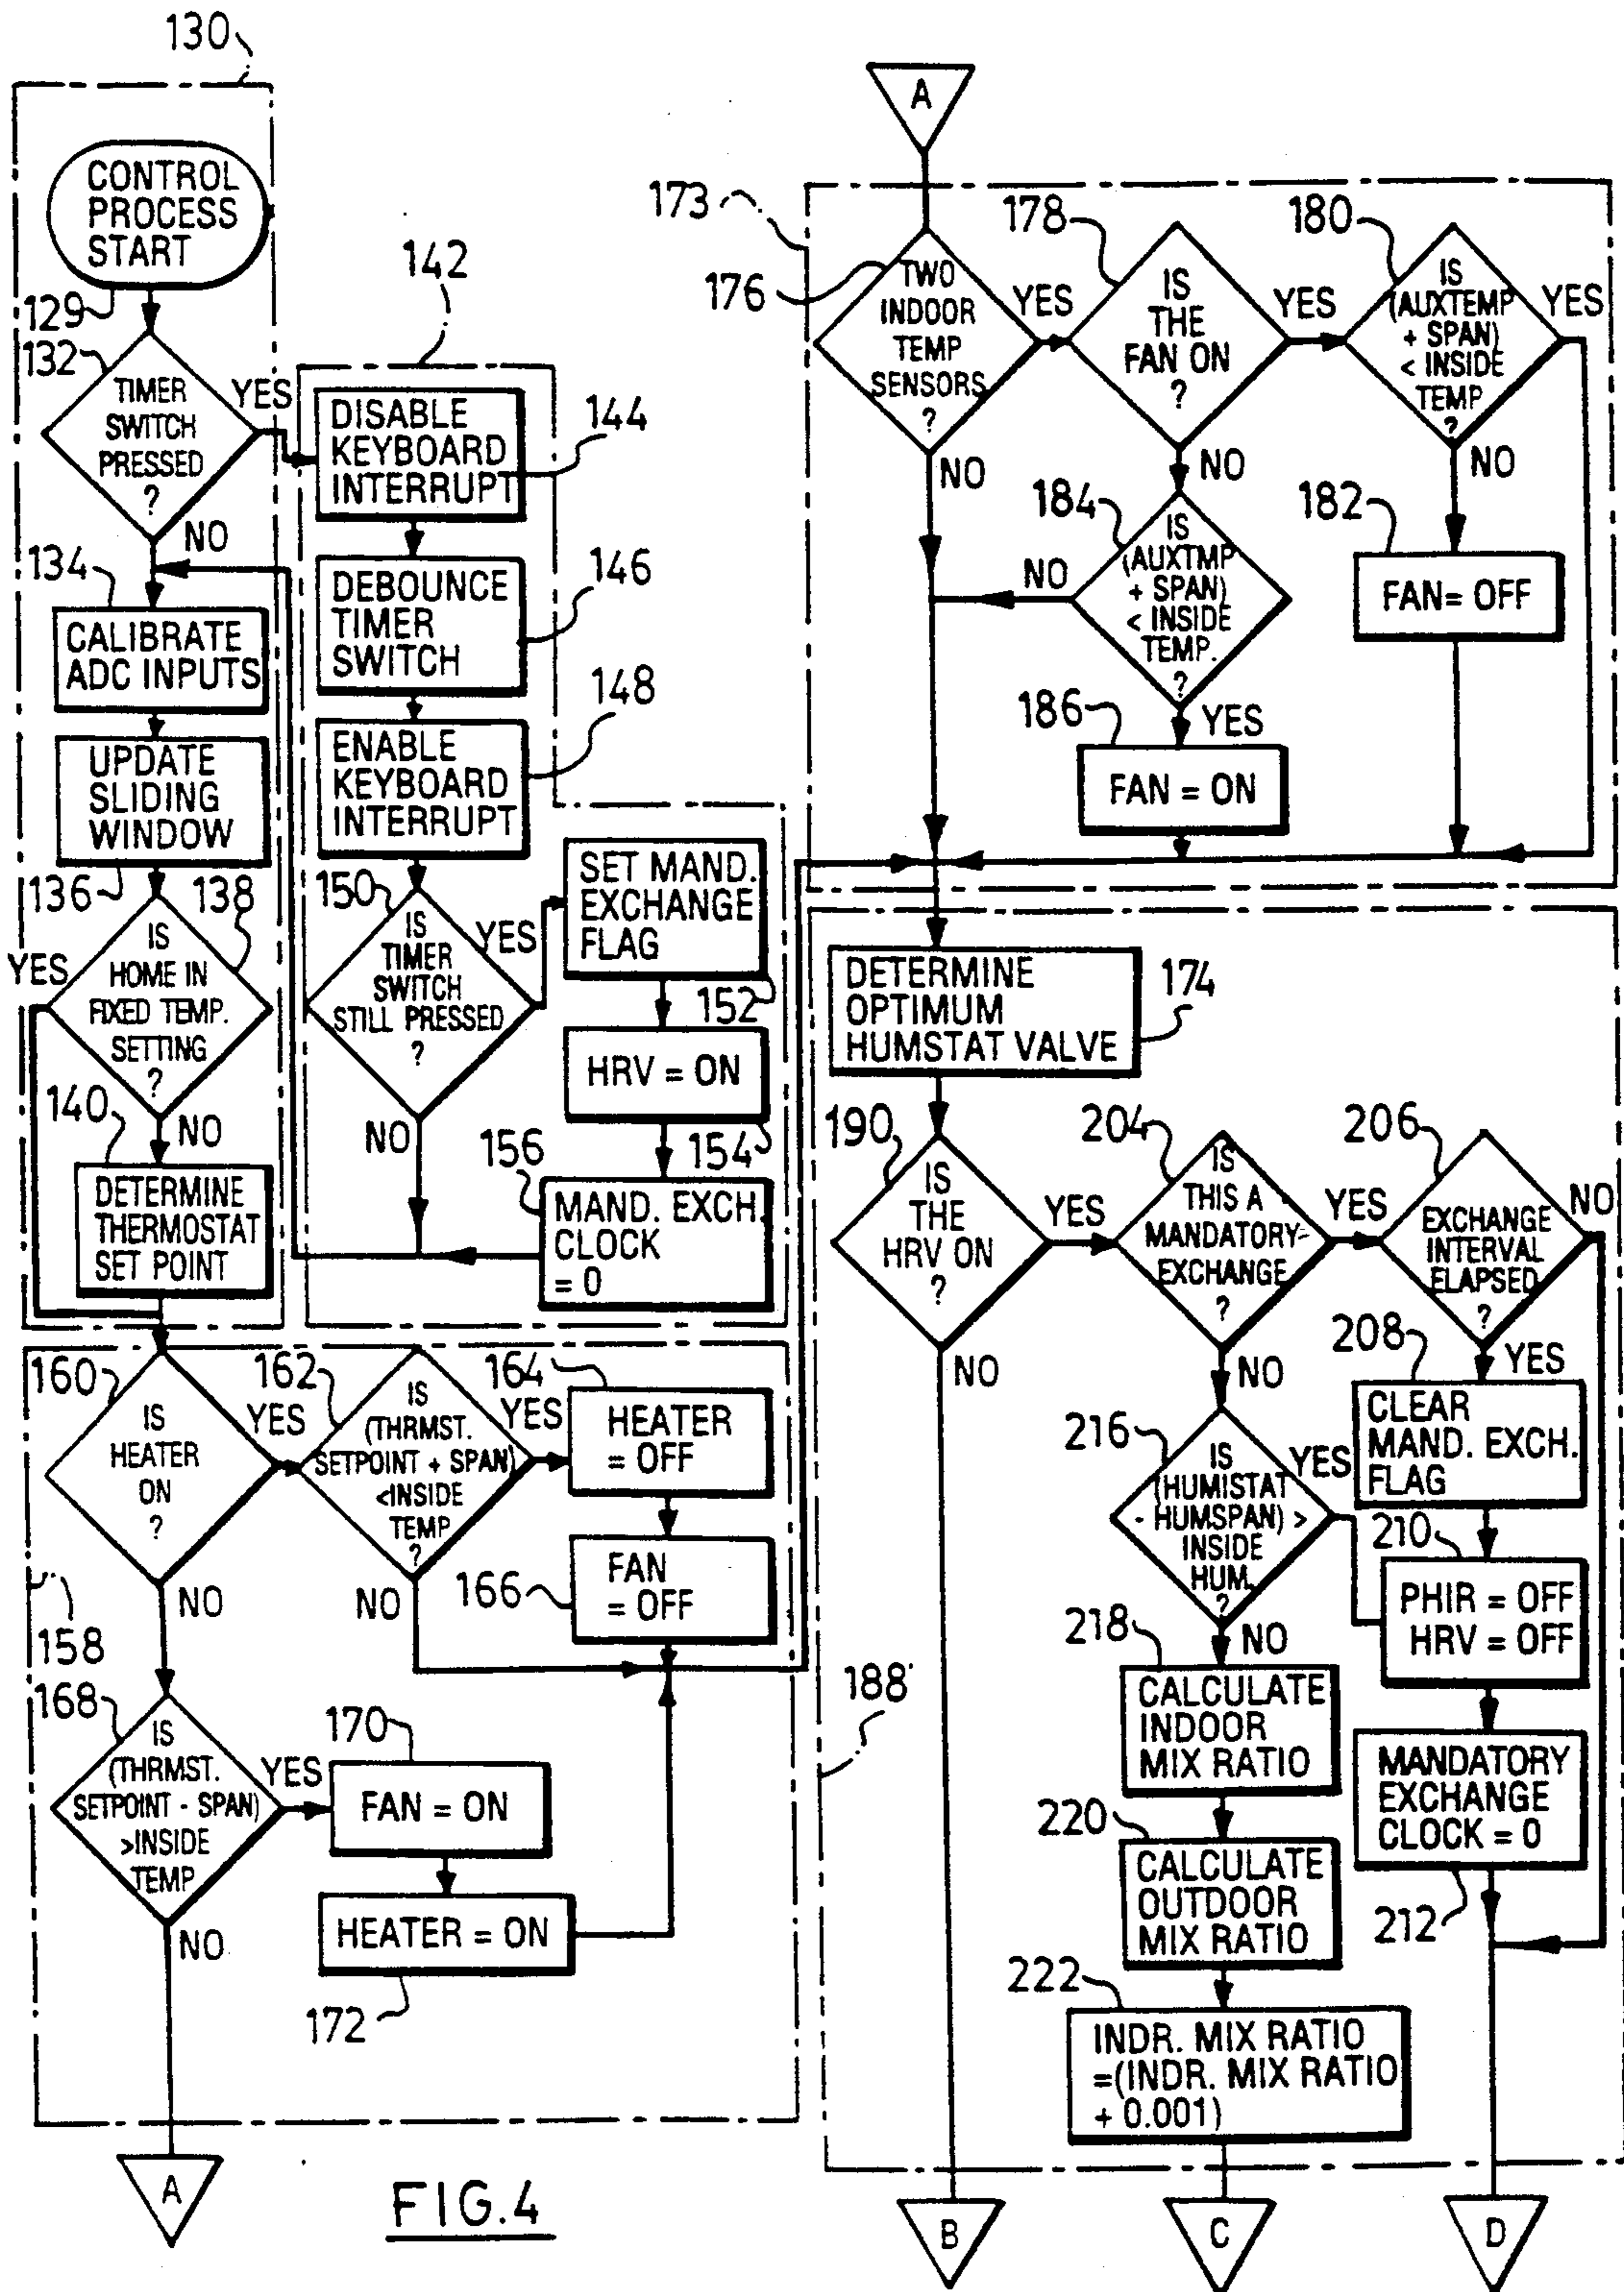 130
CONTROL
PROCESS
START
129
132
TIMER
SWITCH
PRESSED
?
YES
NO
134
CALIBRATE
ADC INPUTS
UPDATE
SLIDING
WINDOW
136
138
IS
HOME IN
FIXED TEMP.
SETTING
?
YES
NO
140
DETERMINE
THERMOSTAT
SET POINT
142
DISABLE
KEYBOARD
INTERRUPT
144
DEBOUNCE
TIMER
SWITCH
146
ENABLE
KEYBOARD
INTERRUPT
148
150
IS
TIMER
SWITCH
STILL PRESSED
?
YES
NO
SET MAND.
EXCHANGE
FLAG
152
HRV = ON
154
156
MAND. EXCH.
CLOCK
= 0
160
IS
HEATER
ON
?
YES
NO
162
IS
(THRMST.
SETPOINT + SPAN)
<INSIDE
TEMP
?
YES
NO
164
HEATER
= OFF
166
FAN
= OFF
158
168
IS
(THRMST.
SETPOINT - SPAN)
>INSIDE
TEMP
YES
NO
170
FAN = ON
HEATER = ON
172
A
FIG.4
A
173
176
TWO
INDOOR
TEMP
SENSORS
?
YES
NO
178
IS
THE
FAN ON
?
YES
NO
180
IS
(AUXTEMP
+ SPAN)
< INSIDE
TEMP
?
YES
NO
182
FAN= OFF
184
IS
(AUXTMP
+ SPAN)
< INSIDE
TEMP.
?
NO
YES
186
FAN = ON
DETERMINE
OPTIMUM
HUMSTAT VALVE
174
190
IS
THE
HRV ON
?
YES
NO
204
IS
THIS A
MANDATORY-
EXCHANGE
?
YES
NO
206
EXCHANGE
INTERVAL
ELAPSED
?
NO
YES
208
CLEAR
MAND. EXCH.
FLAG
216
IS
(HUMISTAT
- HUMSPAN) >
INSIDE
HUM.
?
YES
NO
210
PHIR = OFF
HRV = OFF
188
218
CALCULATE
INDOOR
MIX RATIO
MANDATORY
EXCHANGE
CLOCK = 0
212
220
CALCULATE
OUTDOOR
MIX RATIO
222
INDR. MIX RATIO
=(INDR. MIX RATIO
+ 0.001)
B
C
D